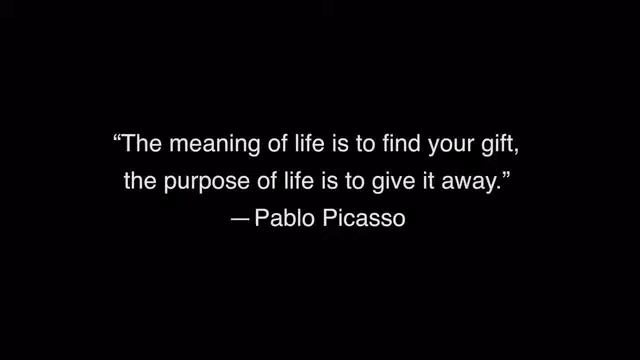 “The meaning of life is to find your gift,
the purpose of life is to give it away.”
— Pablo Picasso